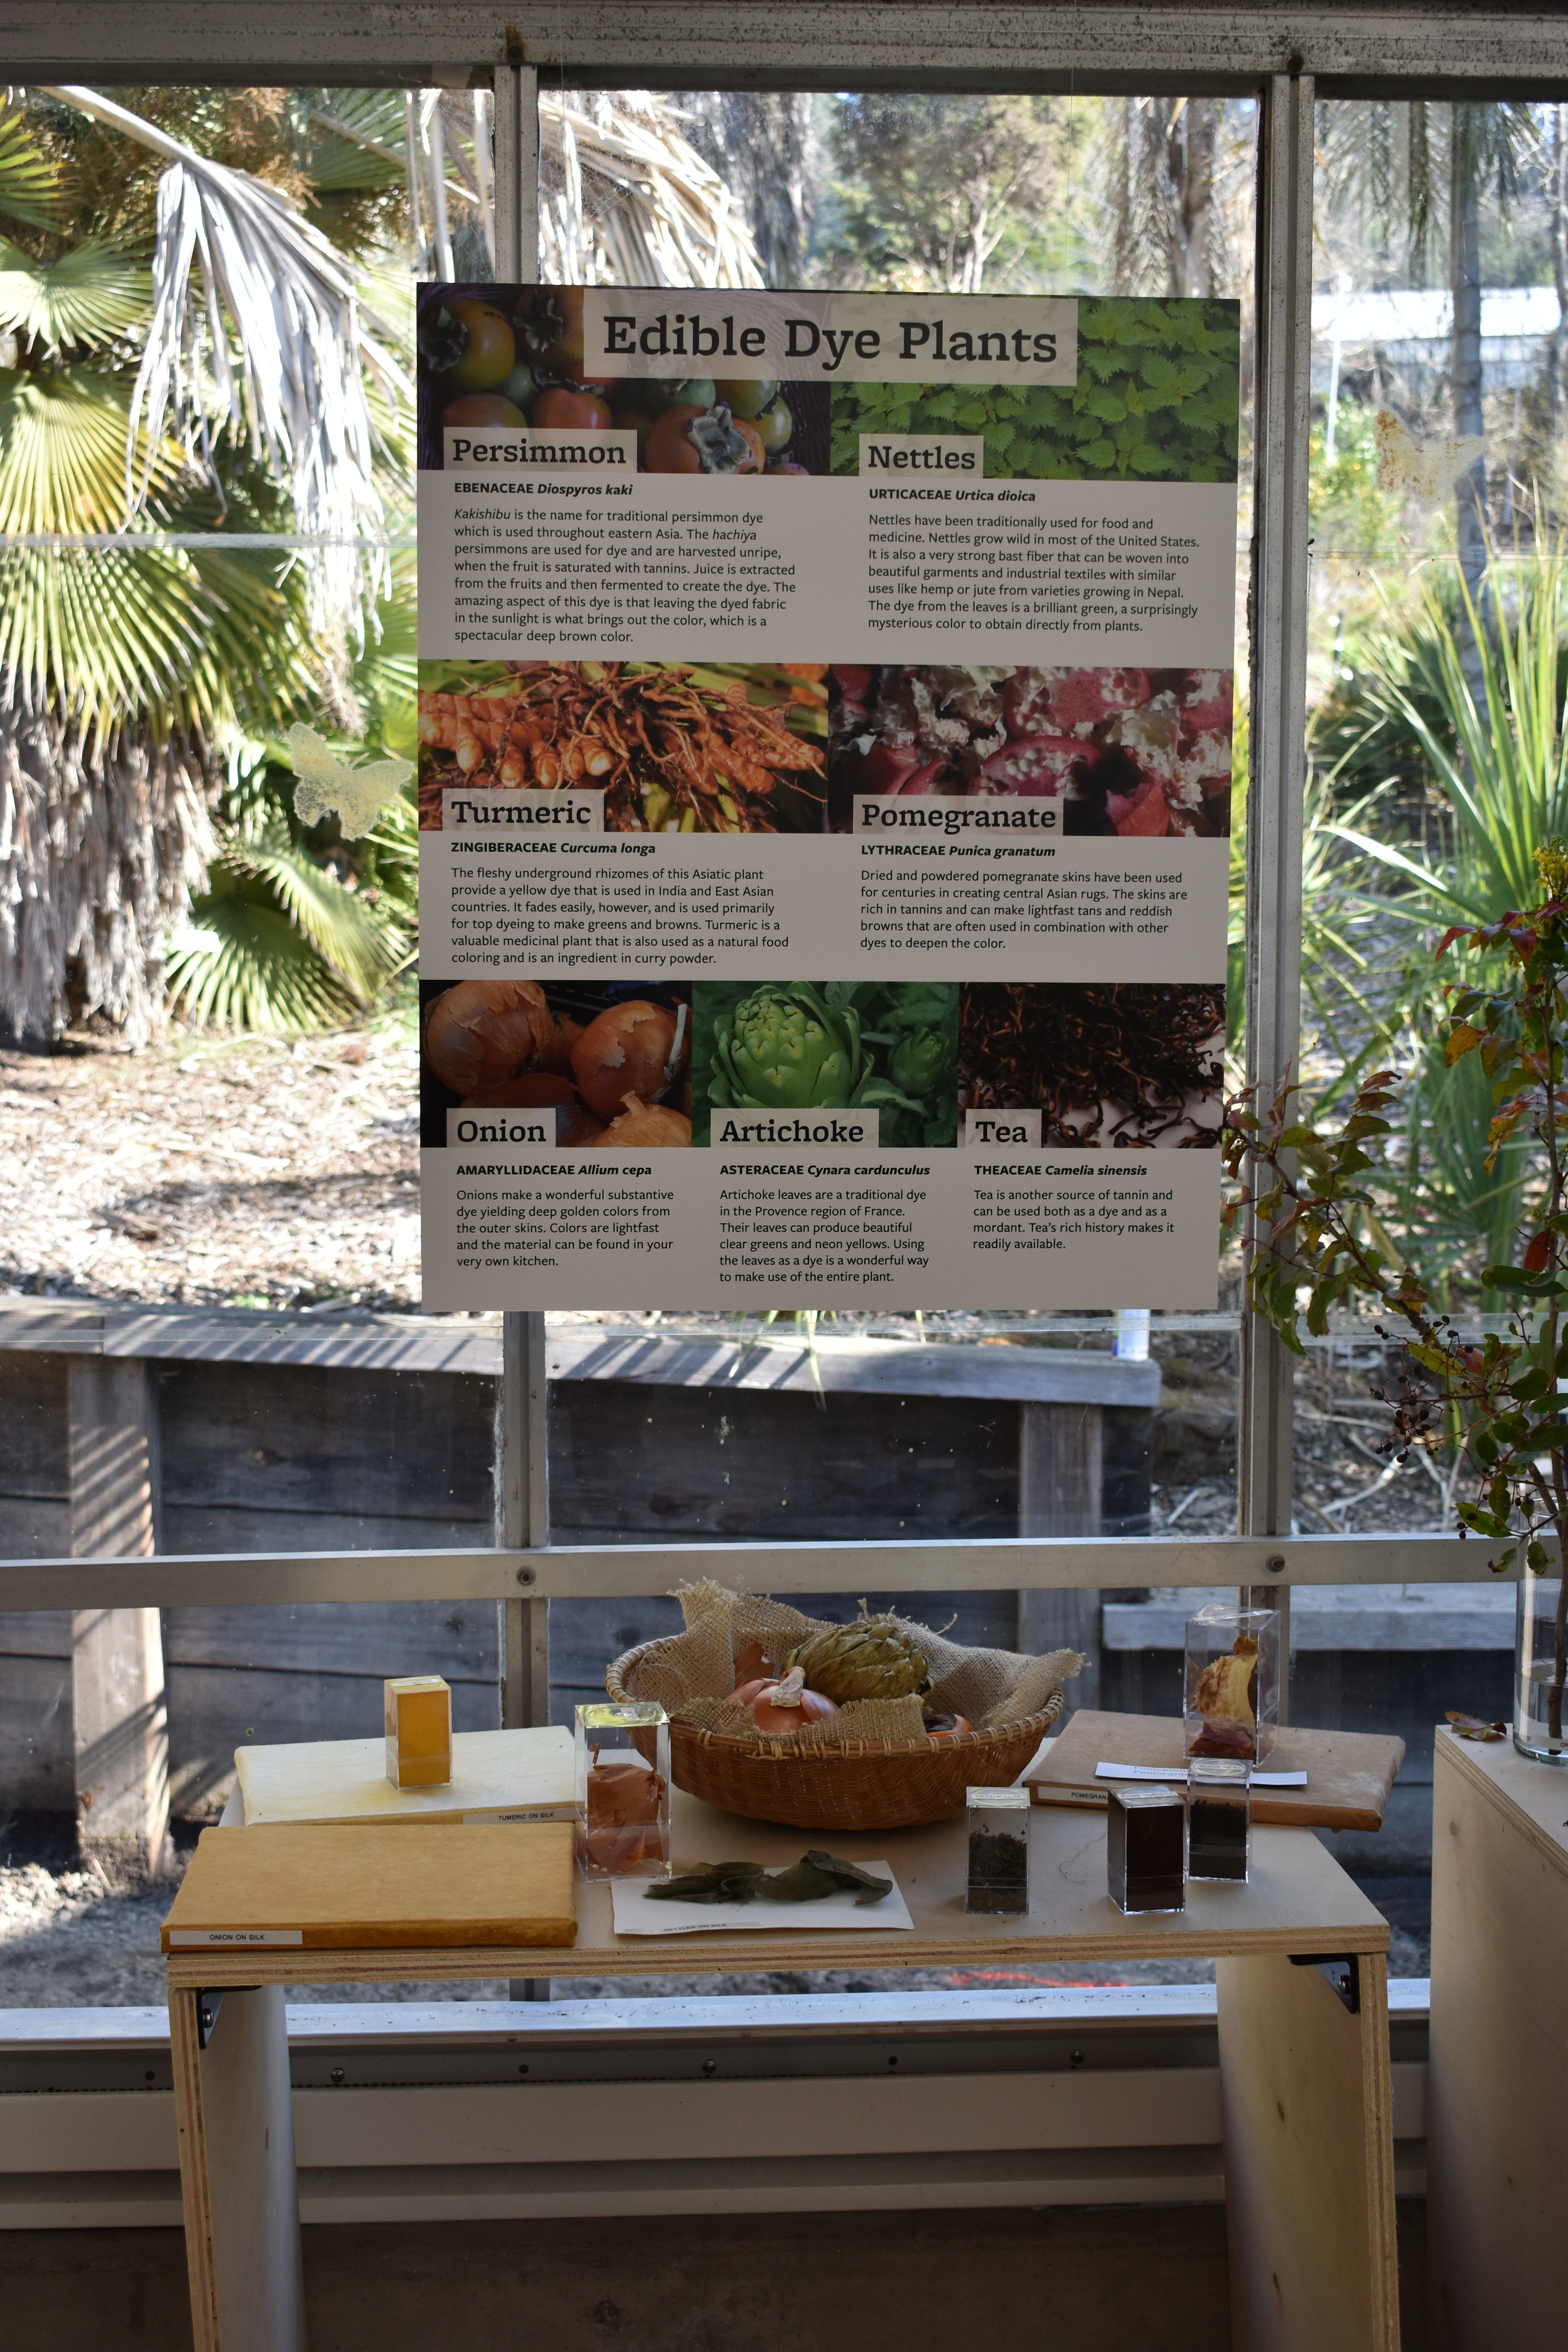 Edible Dye Plants
Persimmon
EBENACEAE Diospyros kaki
Kakishibu is the name for traditional persimmon dye
which is used throughout eastern Asia. The hachiya
persimmons are used for dye and are harvested unripe,
when the fruit is saturated with tannins. Juice is extracted
from the fruits and then fermented to create the dye. The
amazing aspect of this dye is that leaving the dyed fabric
in the sunlight is what brings out the color, which is a
spectacular deep brown color.
Nettles
URTICACEAE Urtica dioica
Nettles have been traditionally used for food and
medicine. Nettles grow wild in most of the United States.
It is also a very strong bast fiber that can be woven into
beautiful garments and industrial textiles with similar
uses like hemp or jute from varieties growing in Nepal.
The dye from the leaves is a brilliant green, a surprisingly
mysterious color to obtain directly from plants.
Turmeric
ZINGIBERACEAE Curcuma longa
The fleshy underground rhizomes of this Asiatic plant
provide a yellow dye that is used in India and East Asian
countries. It fades easily, however, and is used primarily
for top dyeing to make greens and browns. Turmeric is a
valuable medicinal plant that is also used as a natural food
coloring and is an ingredient in curry powder.
Pomegranate
LYTHRACEAE Punica granatum
Dried and powdered pomegranate skins have been used
for centuries in creating central Asian rugs. The skins are
rich in tannins and can make lightfast tans and reddish
browns that are often used in combination with other
dyes to deepen the color.
Onion
AMARYLLIDACEAE Allium cepa
Onions make a wonderful substantive
dye yielding deep golden colors from
the outer skins. Colors are lightfast
and the material can be found in your
very own kitchen.
Artichoke
ASTERACEAE Cynara cardunculus
Artichoke leaves are a traditional dye
in the Provence region of France.
Their leaves can produce beautiful
clear greens and neon yellows. Using
the leaves as a dye is a wonderful way
to make use of the entire plant.
Tea
THEACEAE Camelia sinensis
Tea is another source of tannin and
can be used both as a dye and as a
mordant. Tea's rich history makes it
readily available.
TUMERIC ON SILK
POMEGRAN
ONION ON SILK